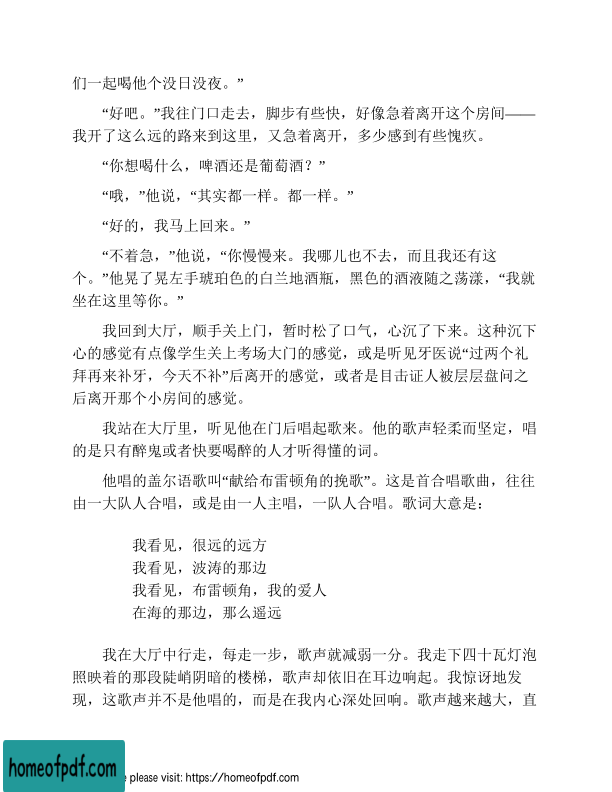 们一起喝他个没日没夜。”
“好吧。”我往门口走去，脚步有些快，好像急着离开这个房间——
我开了这么远的路来到这里，又急着离开，多少感到有些愧疚。
“你想喝什么，啤酒还是葡萄酒？”
“哦，”他说，“其实都一样。都一样。”
“好的，我马上回来。”
“不着急，”他说，“你慢慢来。我哪儿也不去，而且我还有这
个。”他晃了晃左手琥珀色的白兰地酒瓶，黑色的酒液随之荡漾，“我就
坐在这里等你。”
我回到大厅，顺手关上门，暂时松了口气，心沉了下来。这种沉下
心的感觉有点像学生关上考场大门的感觉，或是听见牙医说“过两个礼
拜再来补牙，今天不补”后离开的感觉，或者是目击证人被层层盘问之
后离开那个小房间的感觉。
我站在大厅里，听见他在门后唱起歌来。他的歌声轻柔而坚定，唱
的是只有醉鬼或者快要喝醉的人才听得懂的词。
他唱的盖尔语歌叫“献给布雷顿角的挽歌”。这是首合唱歌曲，往往
由一大队人合唱，或是由一人主唱，一队人合唱。歌词大意是：
我看见，很远的远方
我看见，波涛的那边
我看见，布雷顿角，我的爱人
在海的那边，那么遥远
我在大厅中行走，每走一步，歌声就减弱一分。我走下四十瓦灯泡
照映着的那段陡峭阴暗的楼梯，歌声却依旧在耳边响起。我惊讶地发
现，这歌声并不是他唱的，而是在我内心深处回响。歌声越来越大，直
homeofpdf.com
e please visit: https://homeofpdf.com